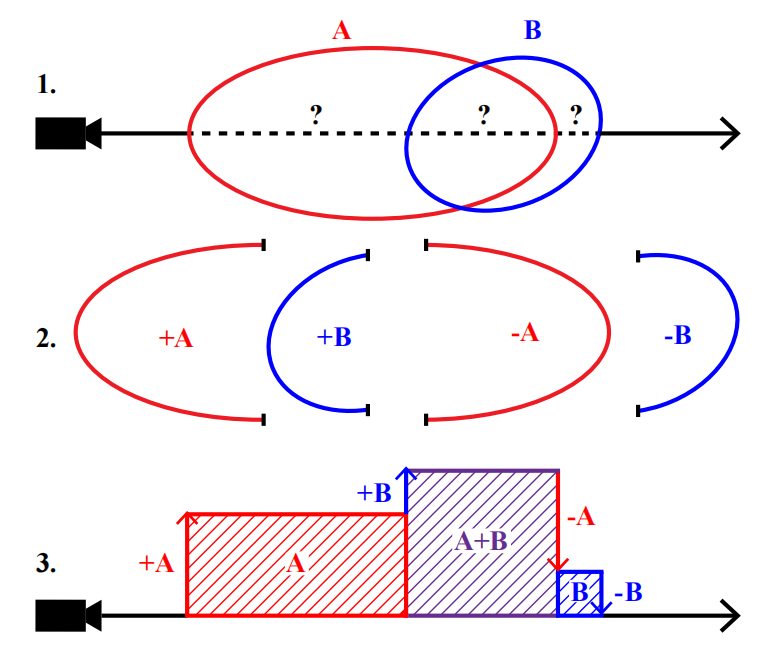 A B
1. ? ? ?
2. +A +B -A -B
+B
-A
A+B
3. +A A B -B